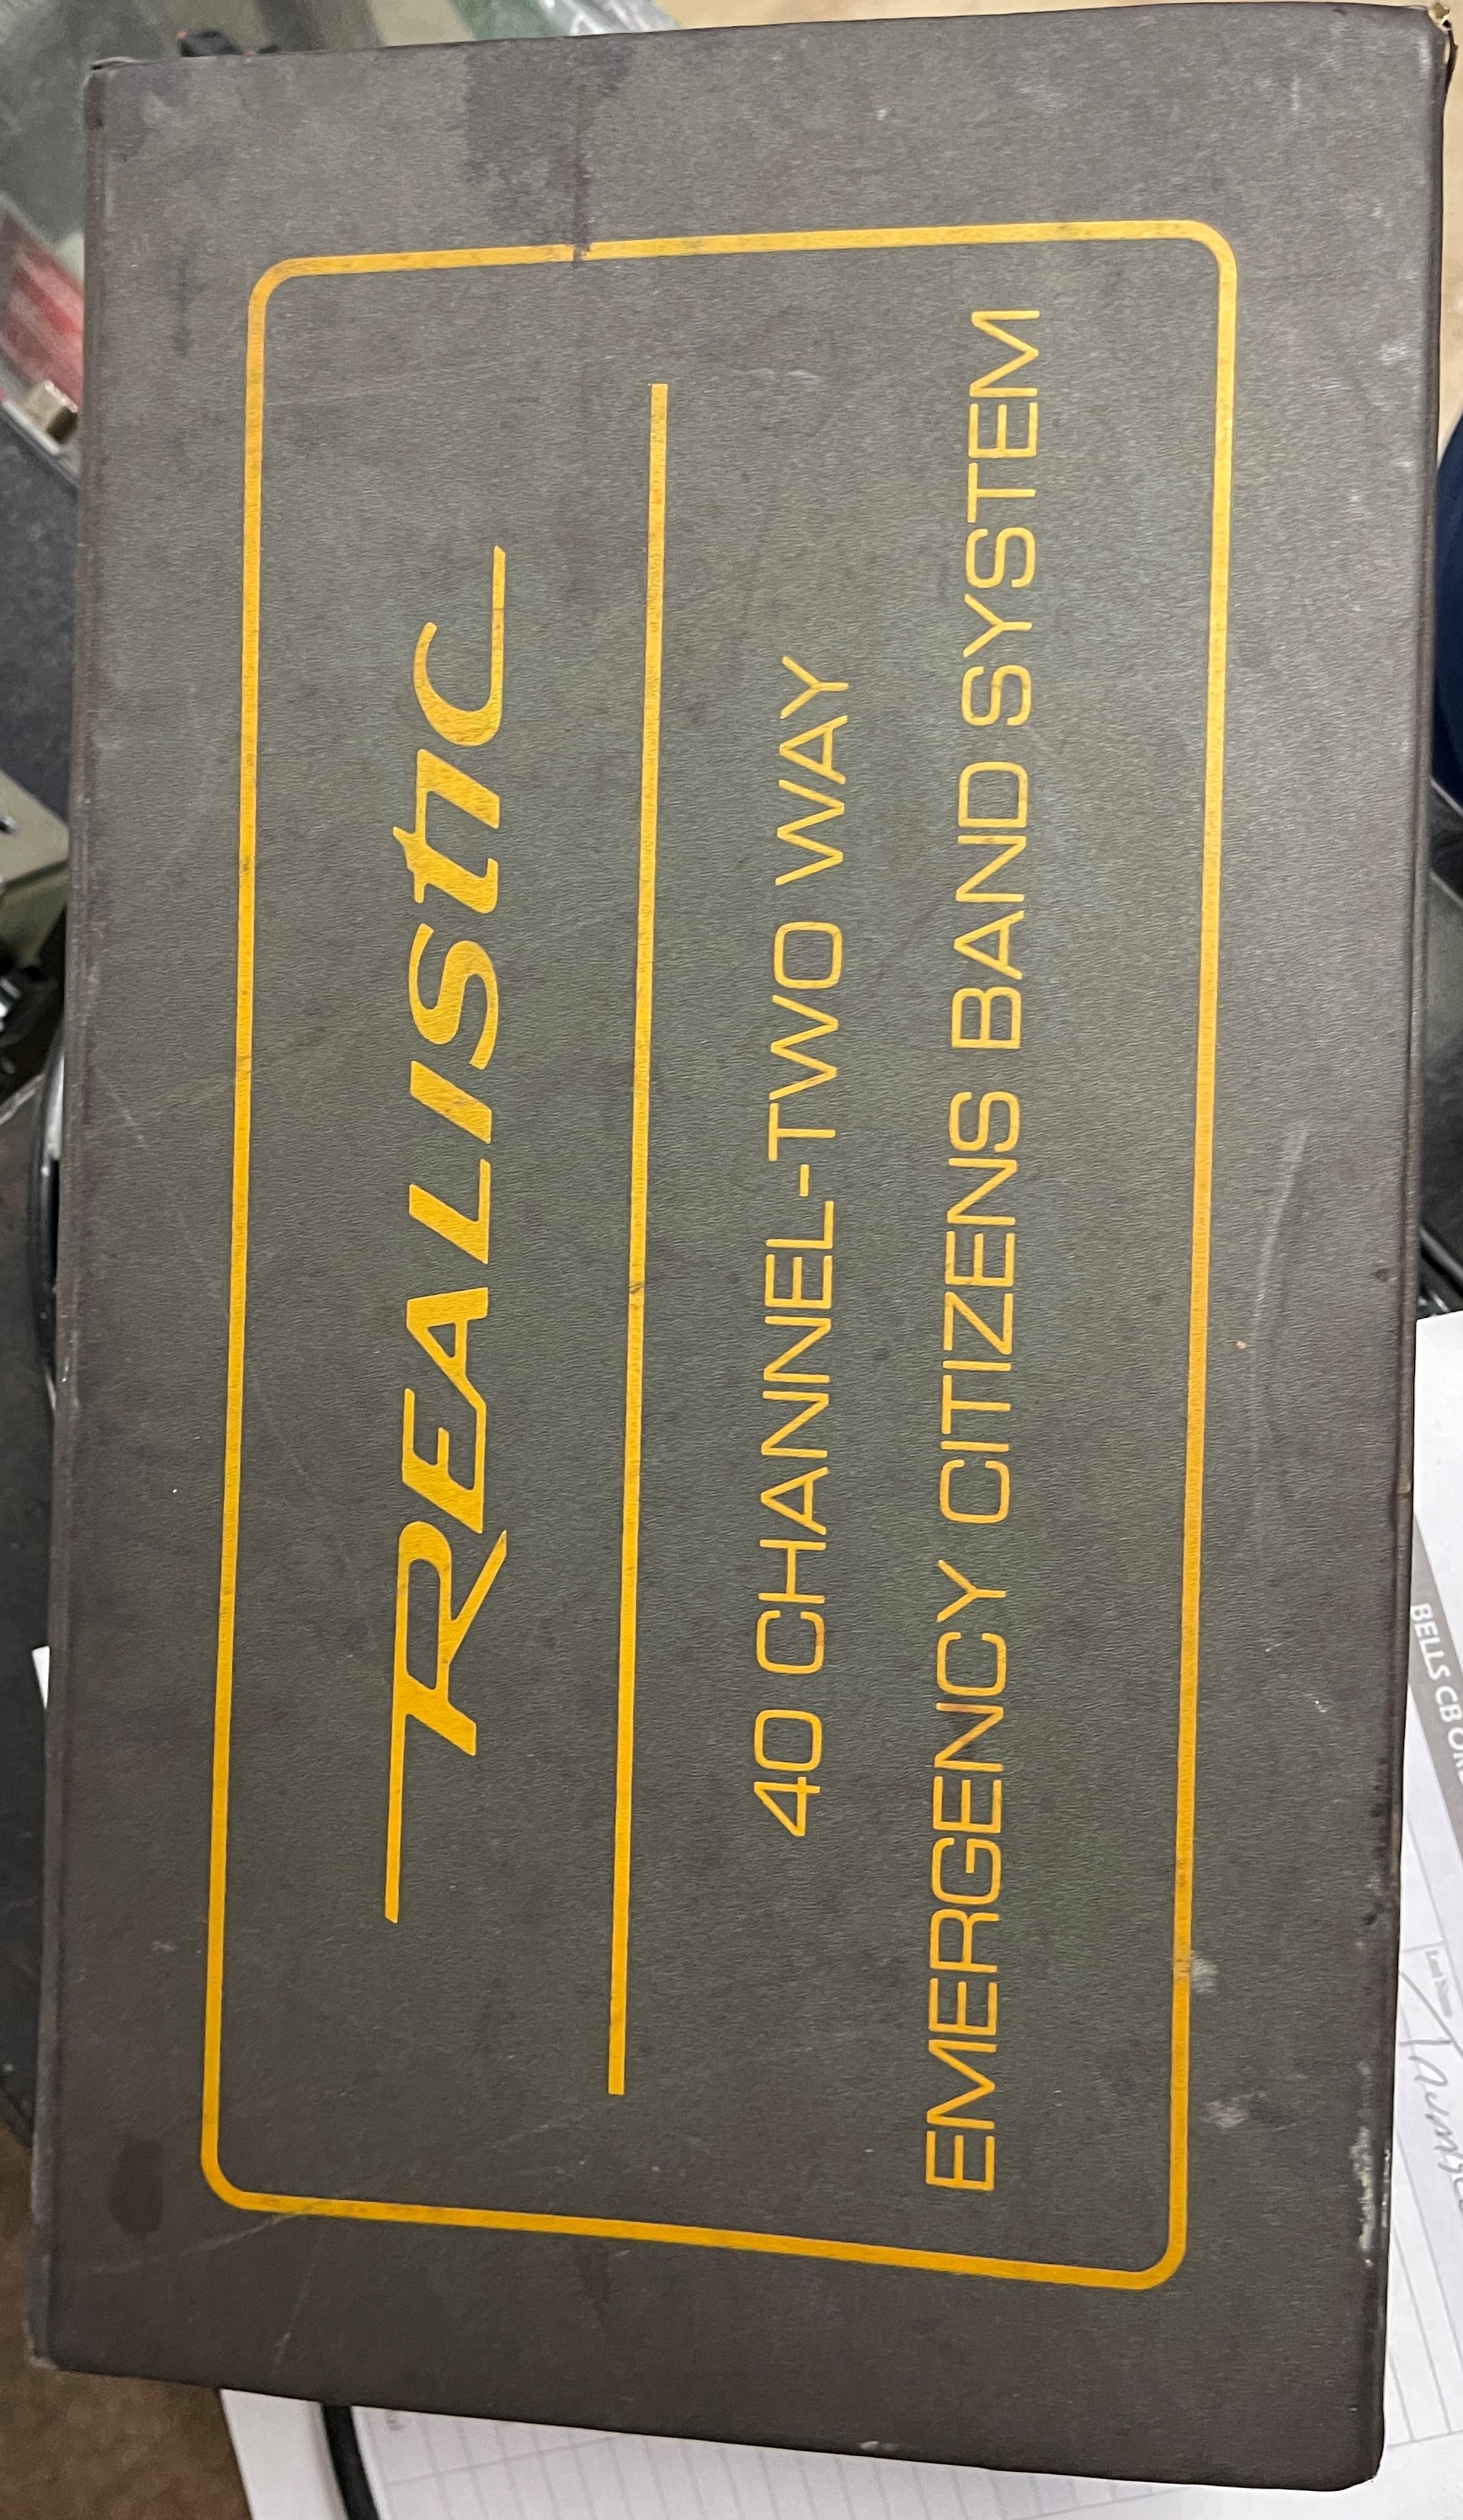 REALISTIC
40 CHANNEL-TWO WAY
EMERGENCY CITIZENS BAND SYSTEM
BELLS CB